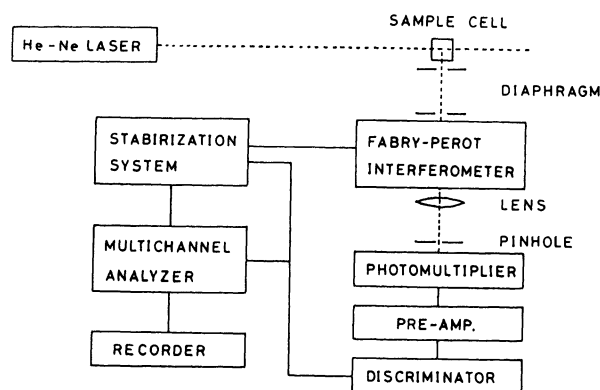 SAMPLE CELL
He-Ne LASER
DIAPHRAGM
STABIRIZATION
SYSTEM
FABRY-PEROT
INTERFEROMETER
LENS
PINHOLE
MULTICHANNEL
ANALYZER
PHOTOMULTIPLIER
PRE-AMP.
RECORDER
DISCRIMINATOR